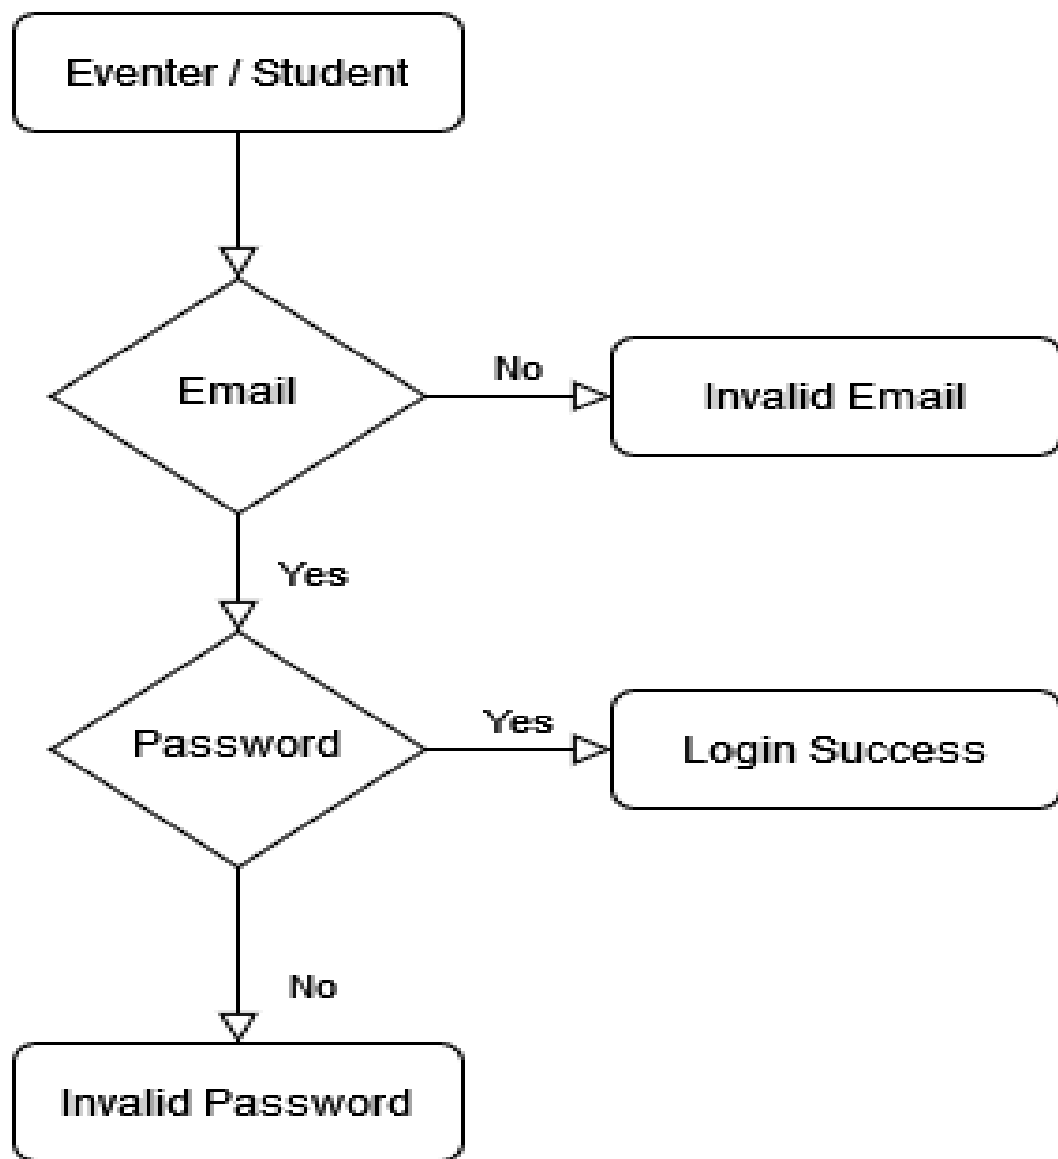 Eventer / Student
Email
No
Invalid Email
Yes
Password
Yes
Login Success
No
Invalid Password